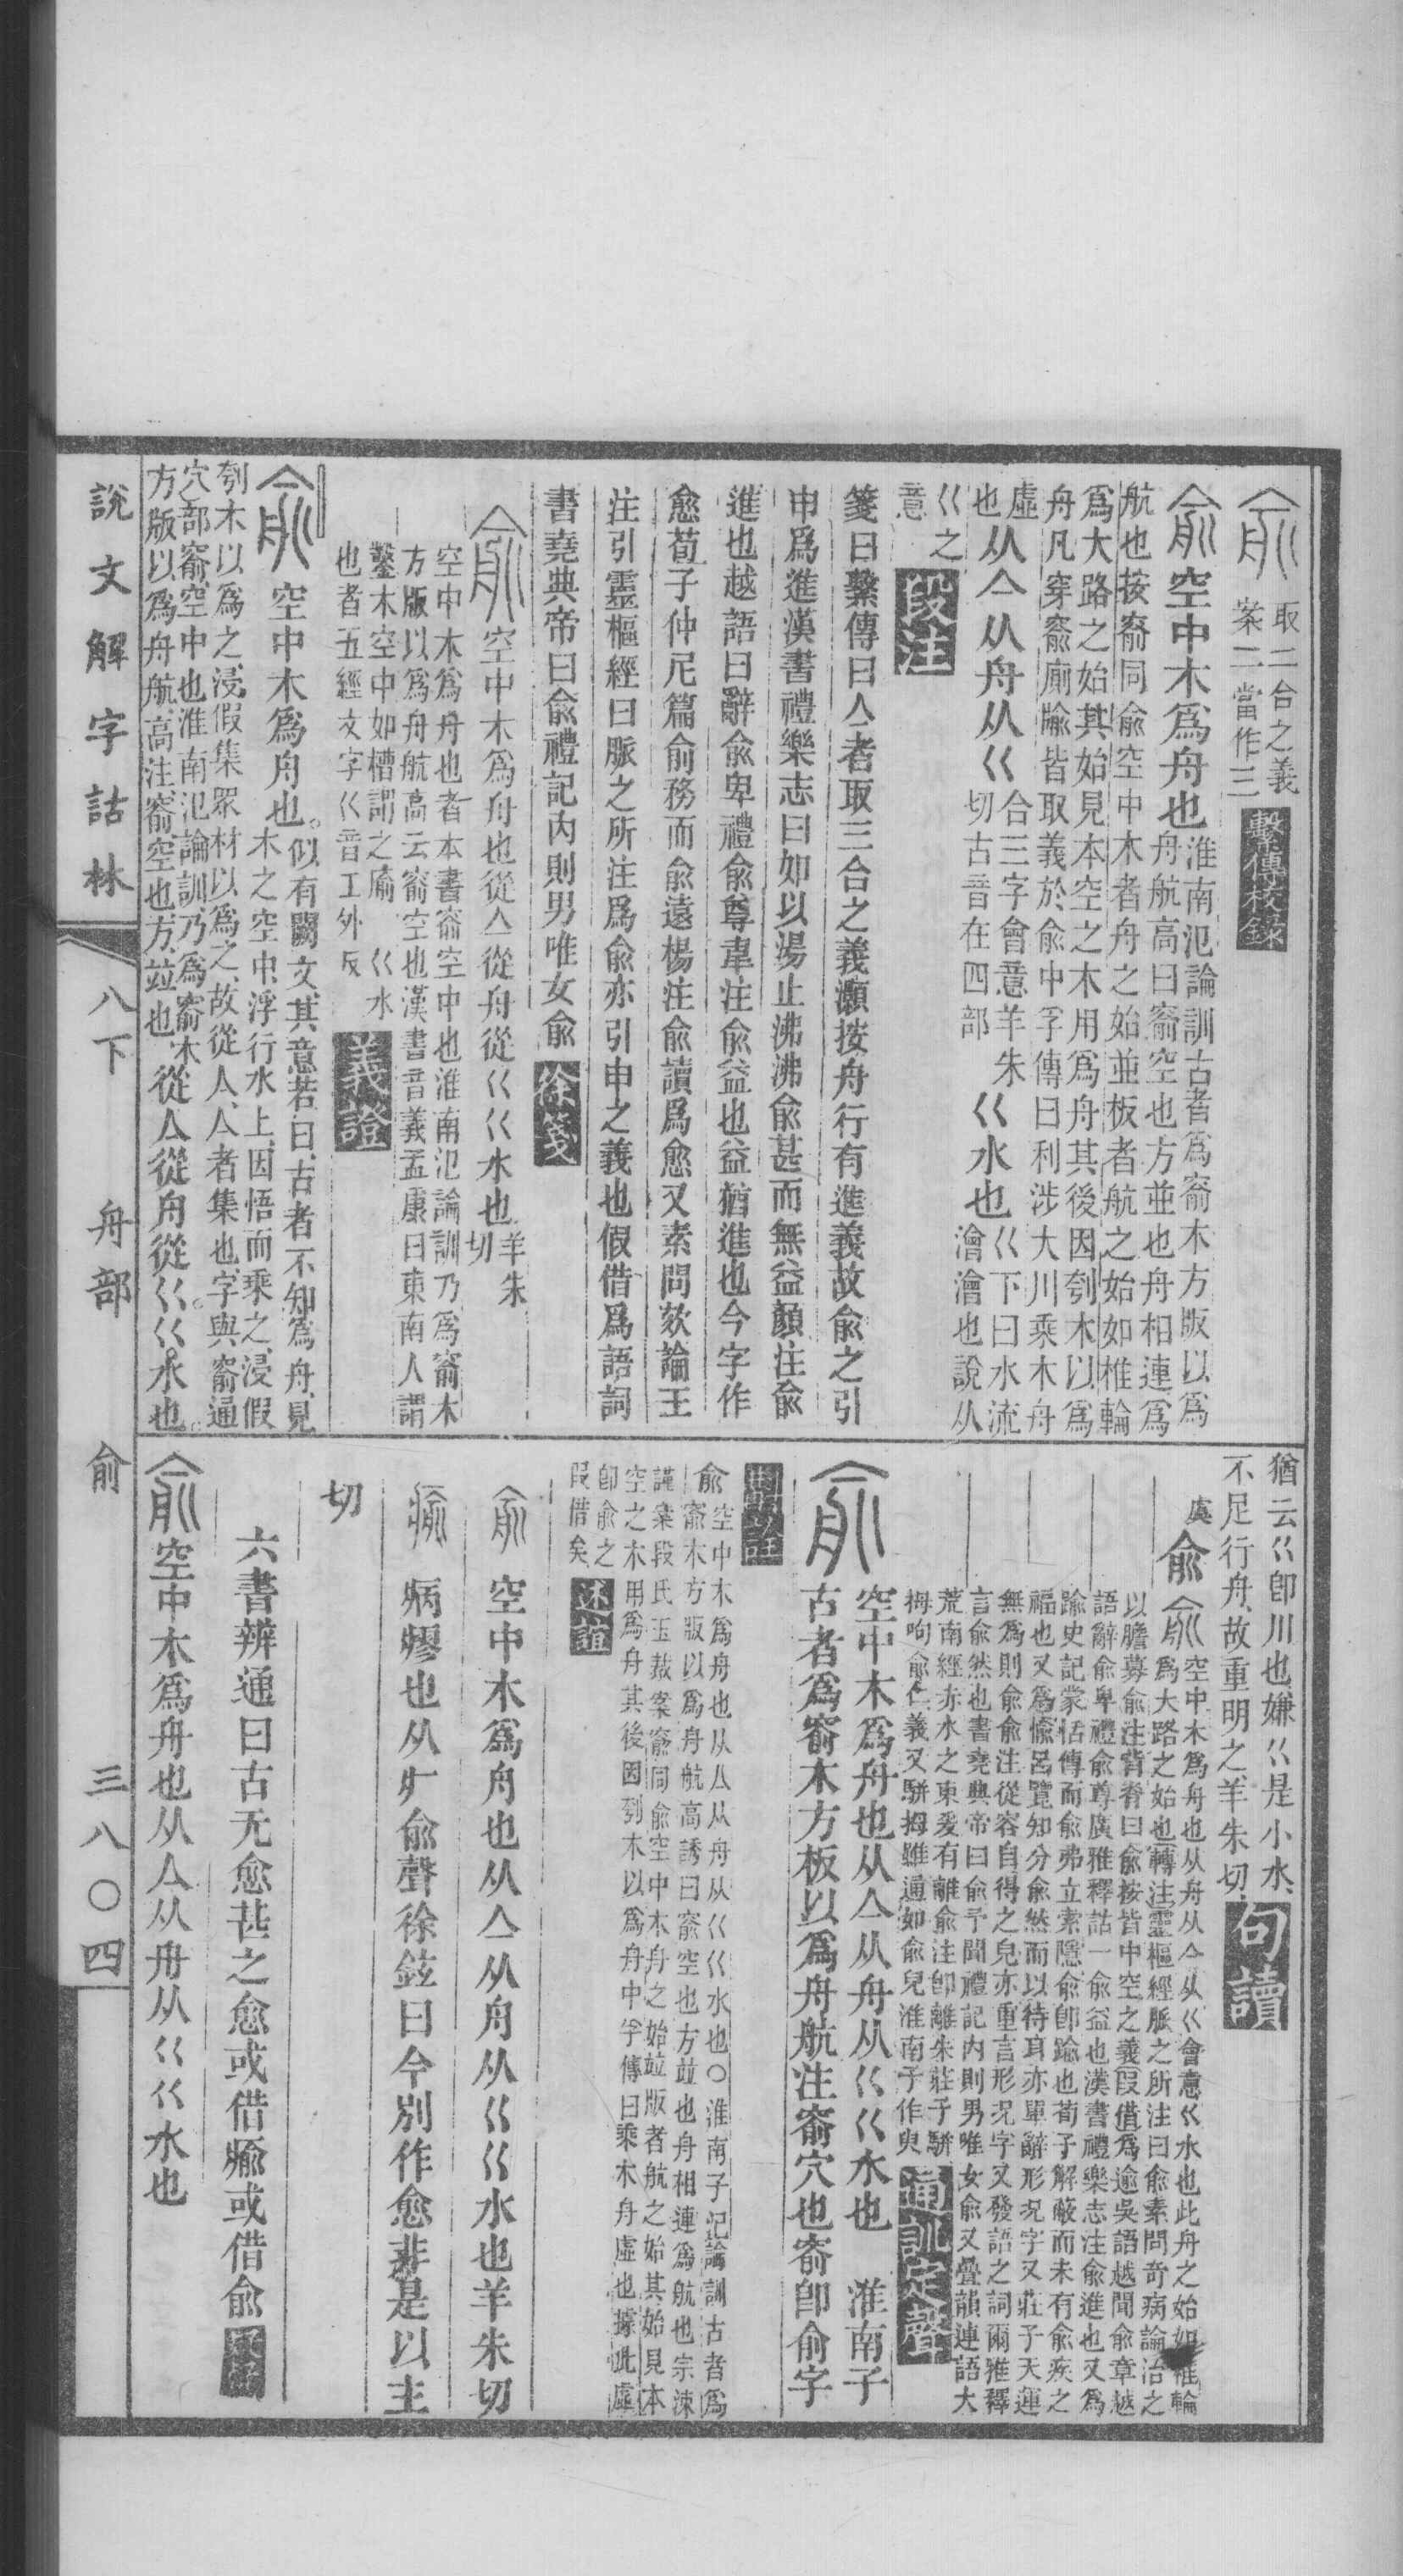 俞 取二合之義
案二當作三 繫傳校錄
俞空中木爲舟也淮南氾論訓古者爲窬木方版以爲
舟航高曰窬空也方並也舟相連爲
航也按窬同俞空中木者舟之始並板者航之始如椎輪
爲大路之始其始見本空之木用爲舟其後因刳木以爲
舟凡穿窬廁牏皆取義於俞中孚傳曰利涉大川乘木舟
虛
也从亼从舟从巜合三字會意羊朱
切古音在四部巜水也巜下曰水流
澮澮也說从
巜之
意 段注
箋曰繫傳曰亼者取三合之義灝按舟行有進義故俞之引
申爲進漢書禮樂志曰如以湯止沸沸俞甚而無益顏注俞
進也越語曰辭俞卑禮俞尊韋注俞益也益猶進也今字作
愈荀子仲尼篇俞務而俞遠楊注俞讀爲愈又素問欬論王
注引靈樞經曰脈之所注爲俞亦引申之義也假借爲語詞
書堯典帝曰俞禮記內則男唯女俞 徐箋
俞空中木爲舟也從亼從舟從巜巜水也羊朱
切
空中木爲舟也者本書窬空中也淮南氾論訓乃爲窬木
方版以爲舟航高云窬空也漢書音義孟康曰東南人謂
鑿木空中如槽謂之牏 巜水
也者五經文字巜音工外反 義證
俞空中木爲舟也。似有闕文其意若曰古者不知爲舟見
木之空中浮行水上因悟而乘之浸假
刳木以爲之浸假集眾材以爲之故從亼亼者集也字與窬通
穴部窬空中也淮南氾論訓乃爲窬木
方版以爲舟航高注窬空也方並也從亼從舟從巜。巜水也。
猶云巜卽川也嫌巜是小水
不足行舟故重明之羊朱切 句讀
虞 俞 俞空中木爲舟也从舟从亼从巜會意巜水也此舟之始如椎輪
爲大路之始也轉注靈樞經脈之所注曰俞素問奇病論治之
以膽募俞注背脊曰俞按皆中空之義叚借爲逾吳語越聞俞章越
語辭俞卑禮俞尊廣雅釋詁一俞益也漢書禮樂志注俞進也又爲
踰史記蒙恬傳而俞弗立索隱俞卽踰也荀子解蔽而未有俞疾之
福也又爲愉呂覽知分俞然而以待耳亦單辭形況字又莊子天運
無爲則俞俞注從容自得之皃亦重言形況字又發語之詞爾雅釋
言俞然也書堯典帝曰俞予聞禮記內則男唯女俞又疊韻連語大
荒南經赤水之東爰有離俞注卽離朱莊子駢
拇呴俞仁義又駢拇雖通如俞兒淮南子作臾 通訓定聲
俞 空中木爲舟也从亼从舟从巜巜水也 淮南子
古者爲窬木方板以爲舟航注窬穴也窬卽俞字
俞空中木爲舟也从亼从舟从巜巜水也○淮南子氾論訓古者爲
窬木方版以爲舟航高誘曰窬空也方並也舟相連爲航也宗涑
謹案段氏玉裁案窬同俞空中木舟之始並版者航之始其始見本
空之木用爲舟其後因刳木以爲舟中孚傳曰乘木舟虛也據此虛
卽俞之
叚借矣 述誼
俞 空中木爲舟也从亼从舟从巜巜水也羊朱切
瘉 病瘳也从疒俞聲徐鉉曰今別作愈非是以主
切
六書辨通曰古无愈甚之愈或借瘉或借俞
俞空中木爲舟也从亼从舟从巜巜水也
說文解字詁林 八下 舟部 俞 三八〇四